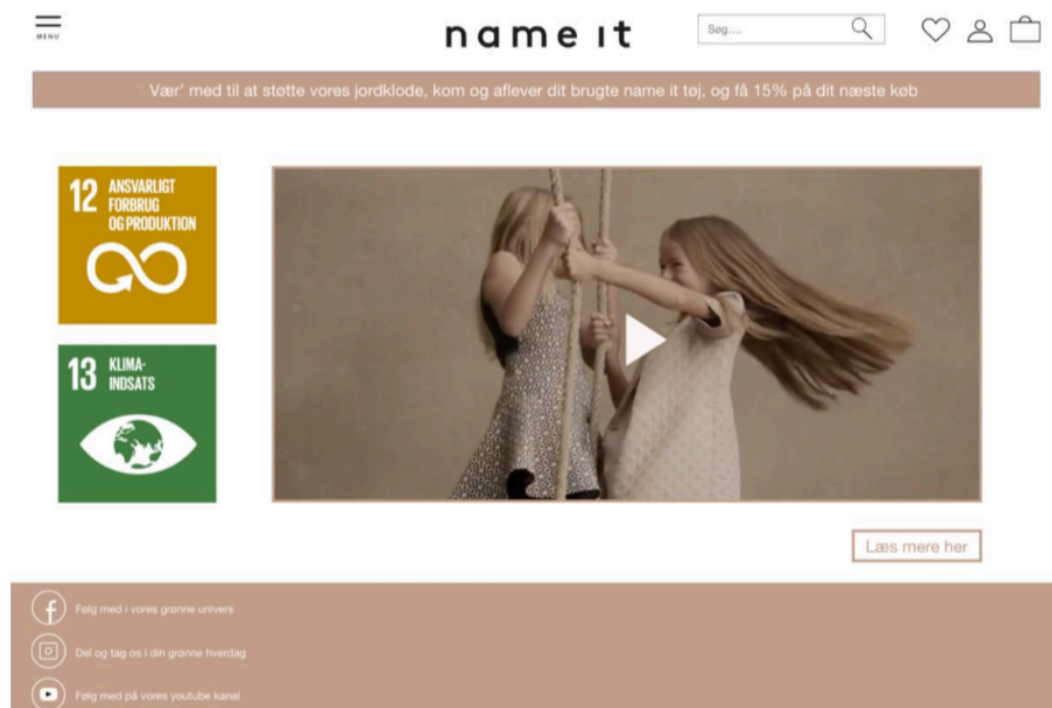 MENU
name it
Søg....
Vær' med til at støtte vores jordklode, kom og aflever dit brugte name it tøj, og få 15% på dit næste køb
12 ANSVARLIGT
FORBRUG
OG PRODUKTION
13 KLIMA-
INDSATS
Læs mere her
Følg med i vores grønne univers
Del og tag os i din grønne hverdag
Følg med på vores youtube kanal